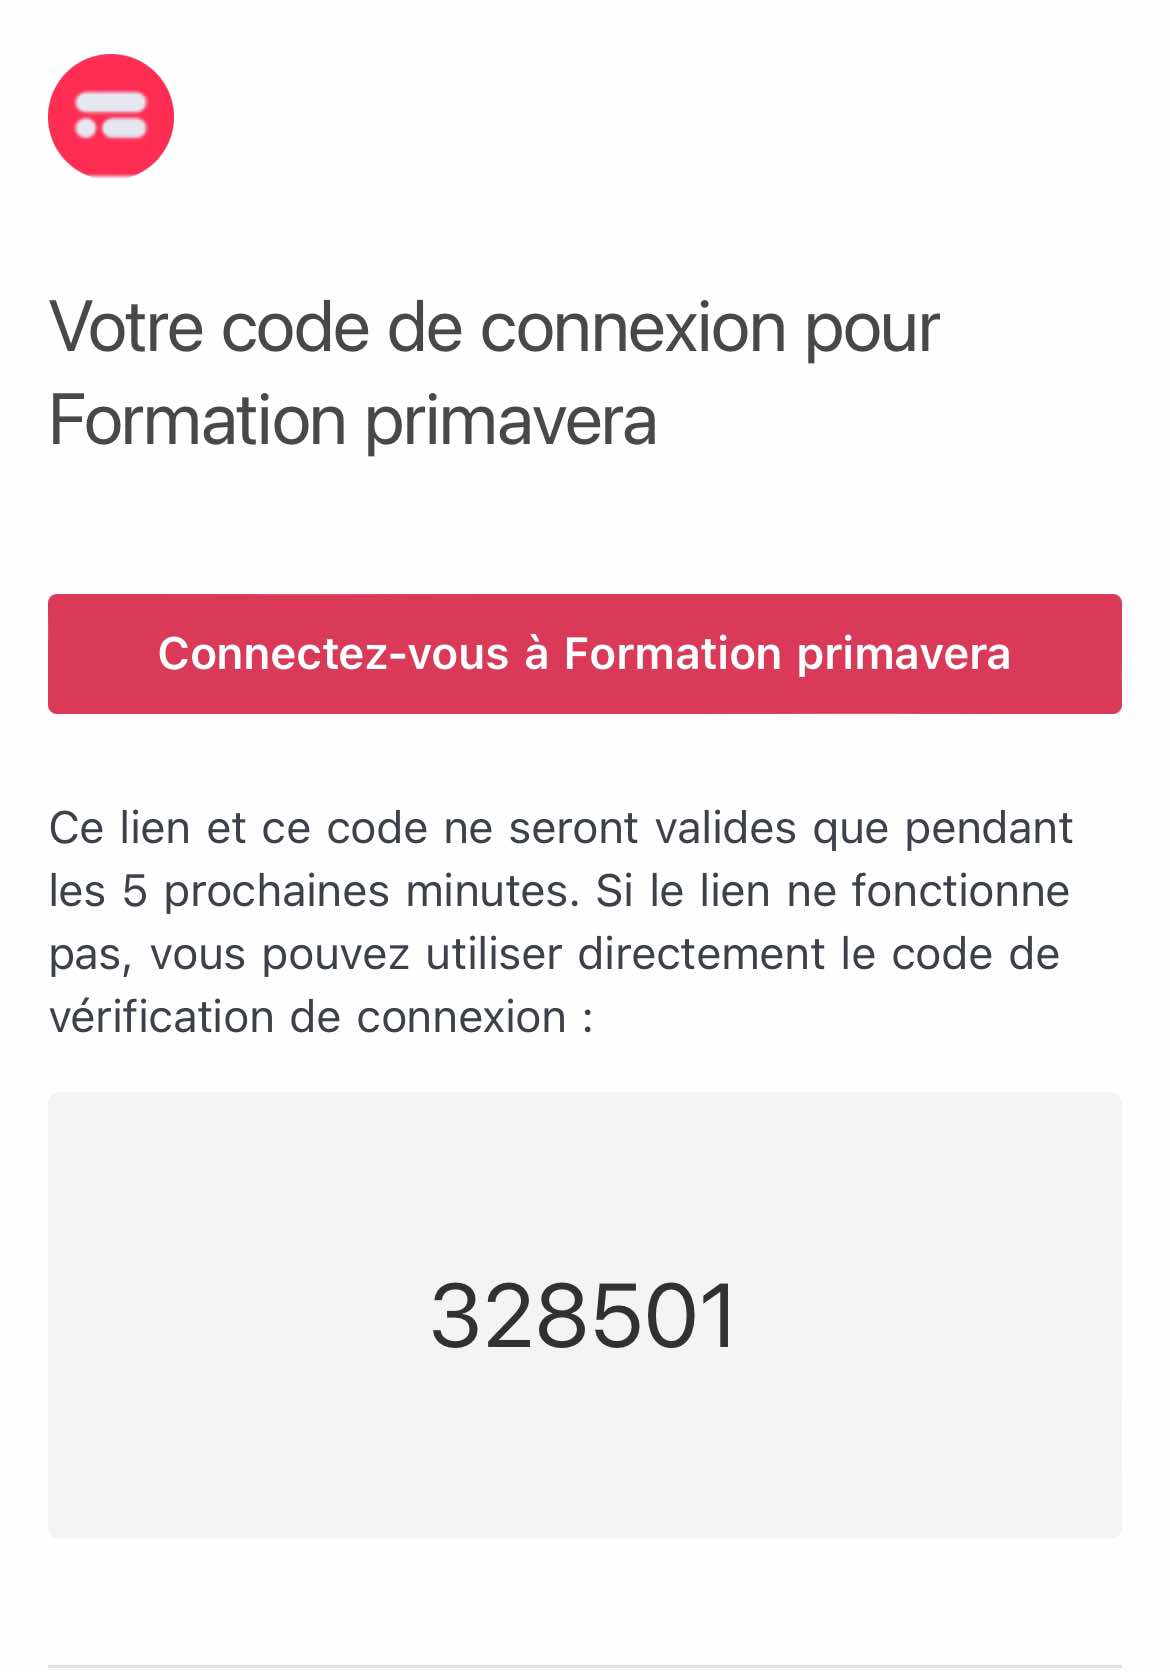 Votre code de connexion pour
Formation primavera
Connectez-vous à Formation primavera
Ce lien et ce code ne seront valides que pendant
les 5 prochaines minutes. Si le lien ne fonctionne
pas, vous pouvez utiliser directement le code de
vérification de connexion :
328501